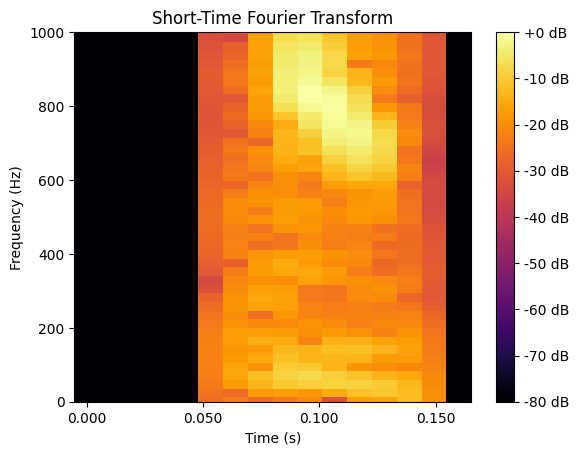 Short-Time Fourier Transform
1000
800
600
400
200
0
Frequency (Hz)
0.000
0.050
0.100
0.150
Time (s)
+0 dB
-10 dB
-20 dB
-30 dB
-40 dB
-50 dB
-60 dB
-70 dB
-80 dB